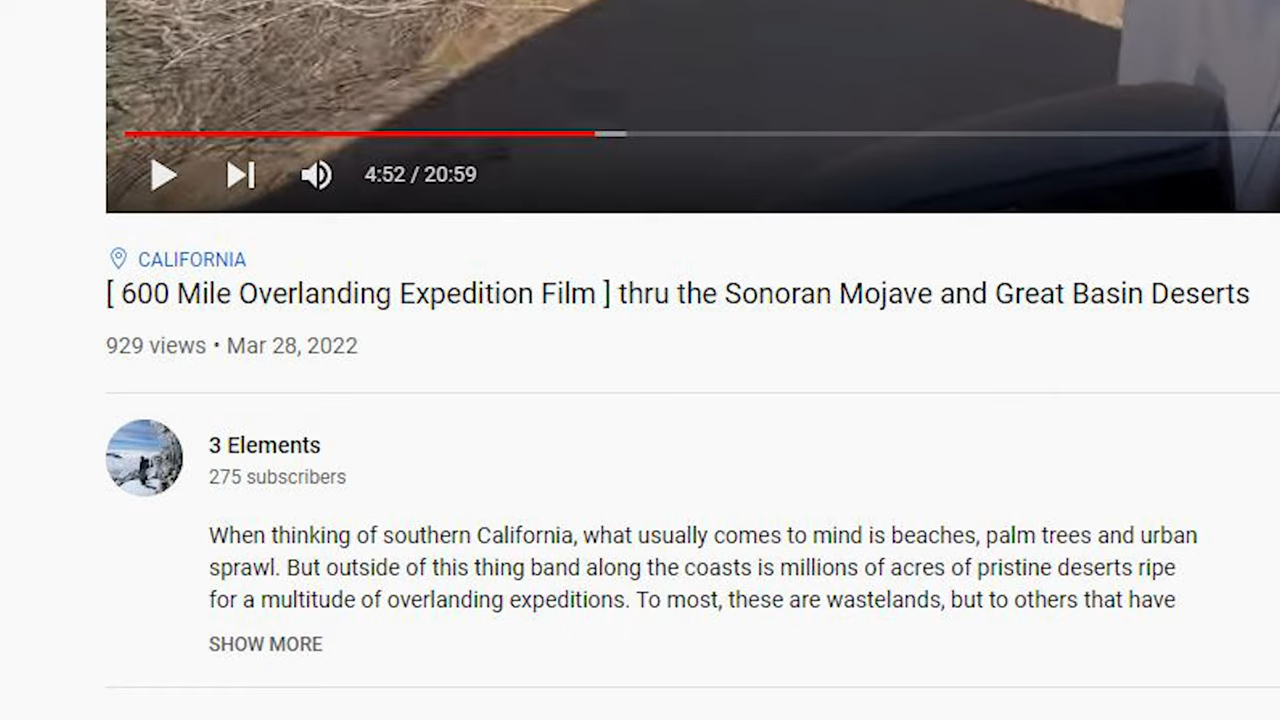 4:52 / 20:59
CALIFORNIA
[ 600 Mile Overlanding Expedition Film ] thru the Sonoran Mojave and Great Basin Deserts
929 views • Mar 28, 2022
3 Elements
275 subscribers
When thinking of southern California, what usually comes to mind is beaches, palm trees and urban
sprawl. But outside of this thing band along the coasts is millions of acres of pristine deserts ripe
for a multitude of overlanding expeditions. To most, these are wastelands, but to others that have
SHOW MORE